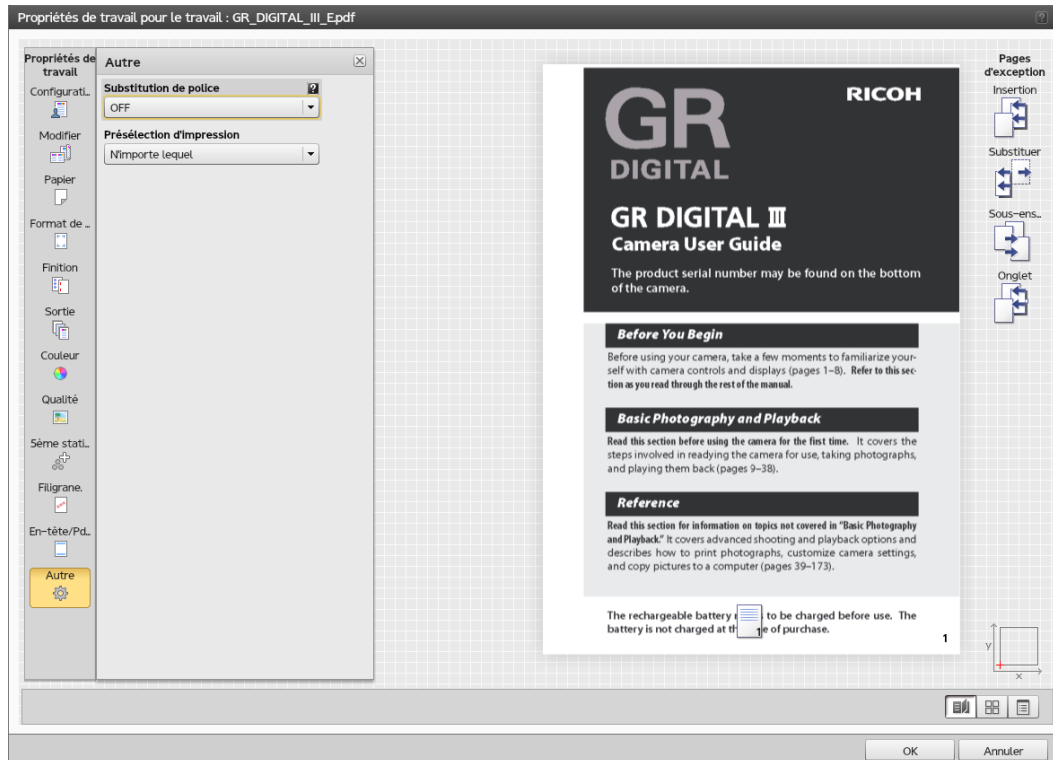 Propriétés de travail pour le travail : GR_DIGITAL_III_E.pdf
?
Propriétés de
travail
Configurati...
Modifier
Papier
Format de ...
Finition
Sortie
Couleur
Qualité
5ème stati...
Filigrane.
En-tête/Pd...
Autre
Autre
Substitution de police
?
OFF
Présélection d'impression
N'importe lequel
GR
DIGITAL
RICOH
GR DIGITAL III
Camera User Guide
The product serial number may be found on the bottom
of the camera.
Before You Begin
Before using your camera, take a few moments to familiarize your-
self with camera controls and displays (pages 1–8). Refer to this sec-
tion as you read through the rest of the manual.
Basic Photography and Playback
Read this section before using the camera for the first time. It covers the
steps involved in readying the camera for use, taking photographs,
and playing them back (pages 9–38).
Reference
Read this section for information on topics not covered in “Basic Photography
and Playback.” It covers advanced shooting and playback options and
describes how to print photographs, customize camera settings,
and copy pictures to a computer (pages 39–173).
The rechargeable battery to be charged before use. The
battery is not charged at of purchase.
1
1
Pages
d'exception
Insertion
Substituer
Sous-ens...
Onglet
y
x
OK
Annuler